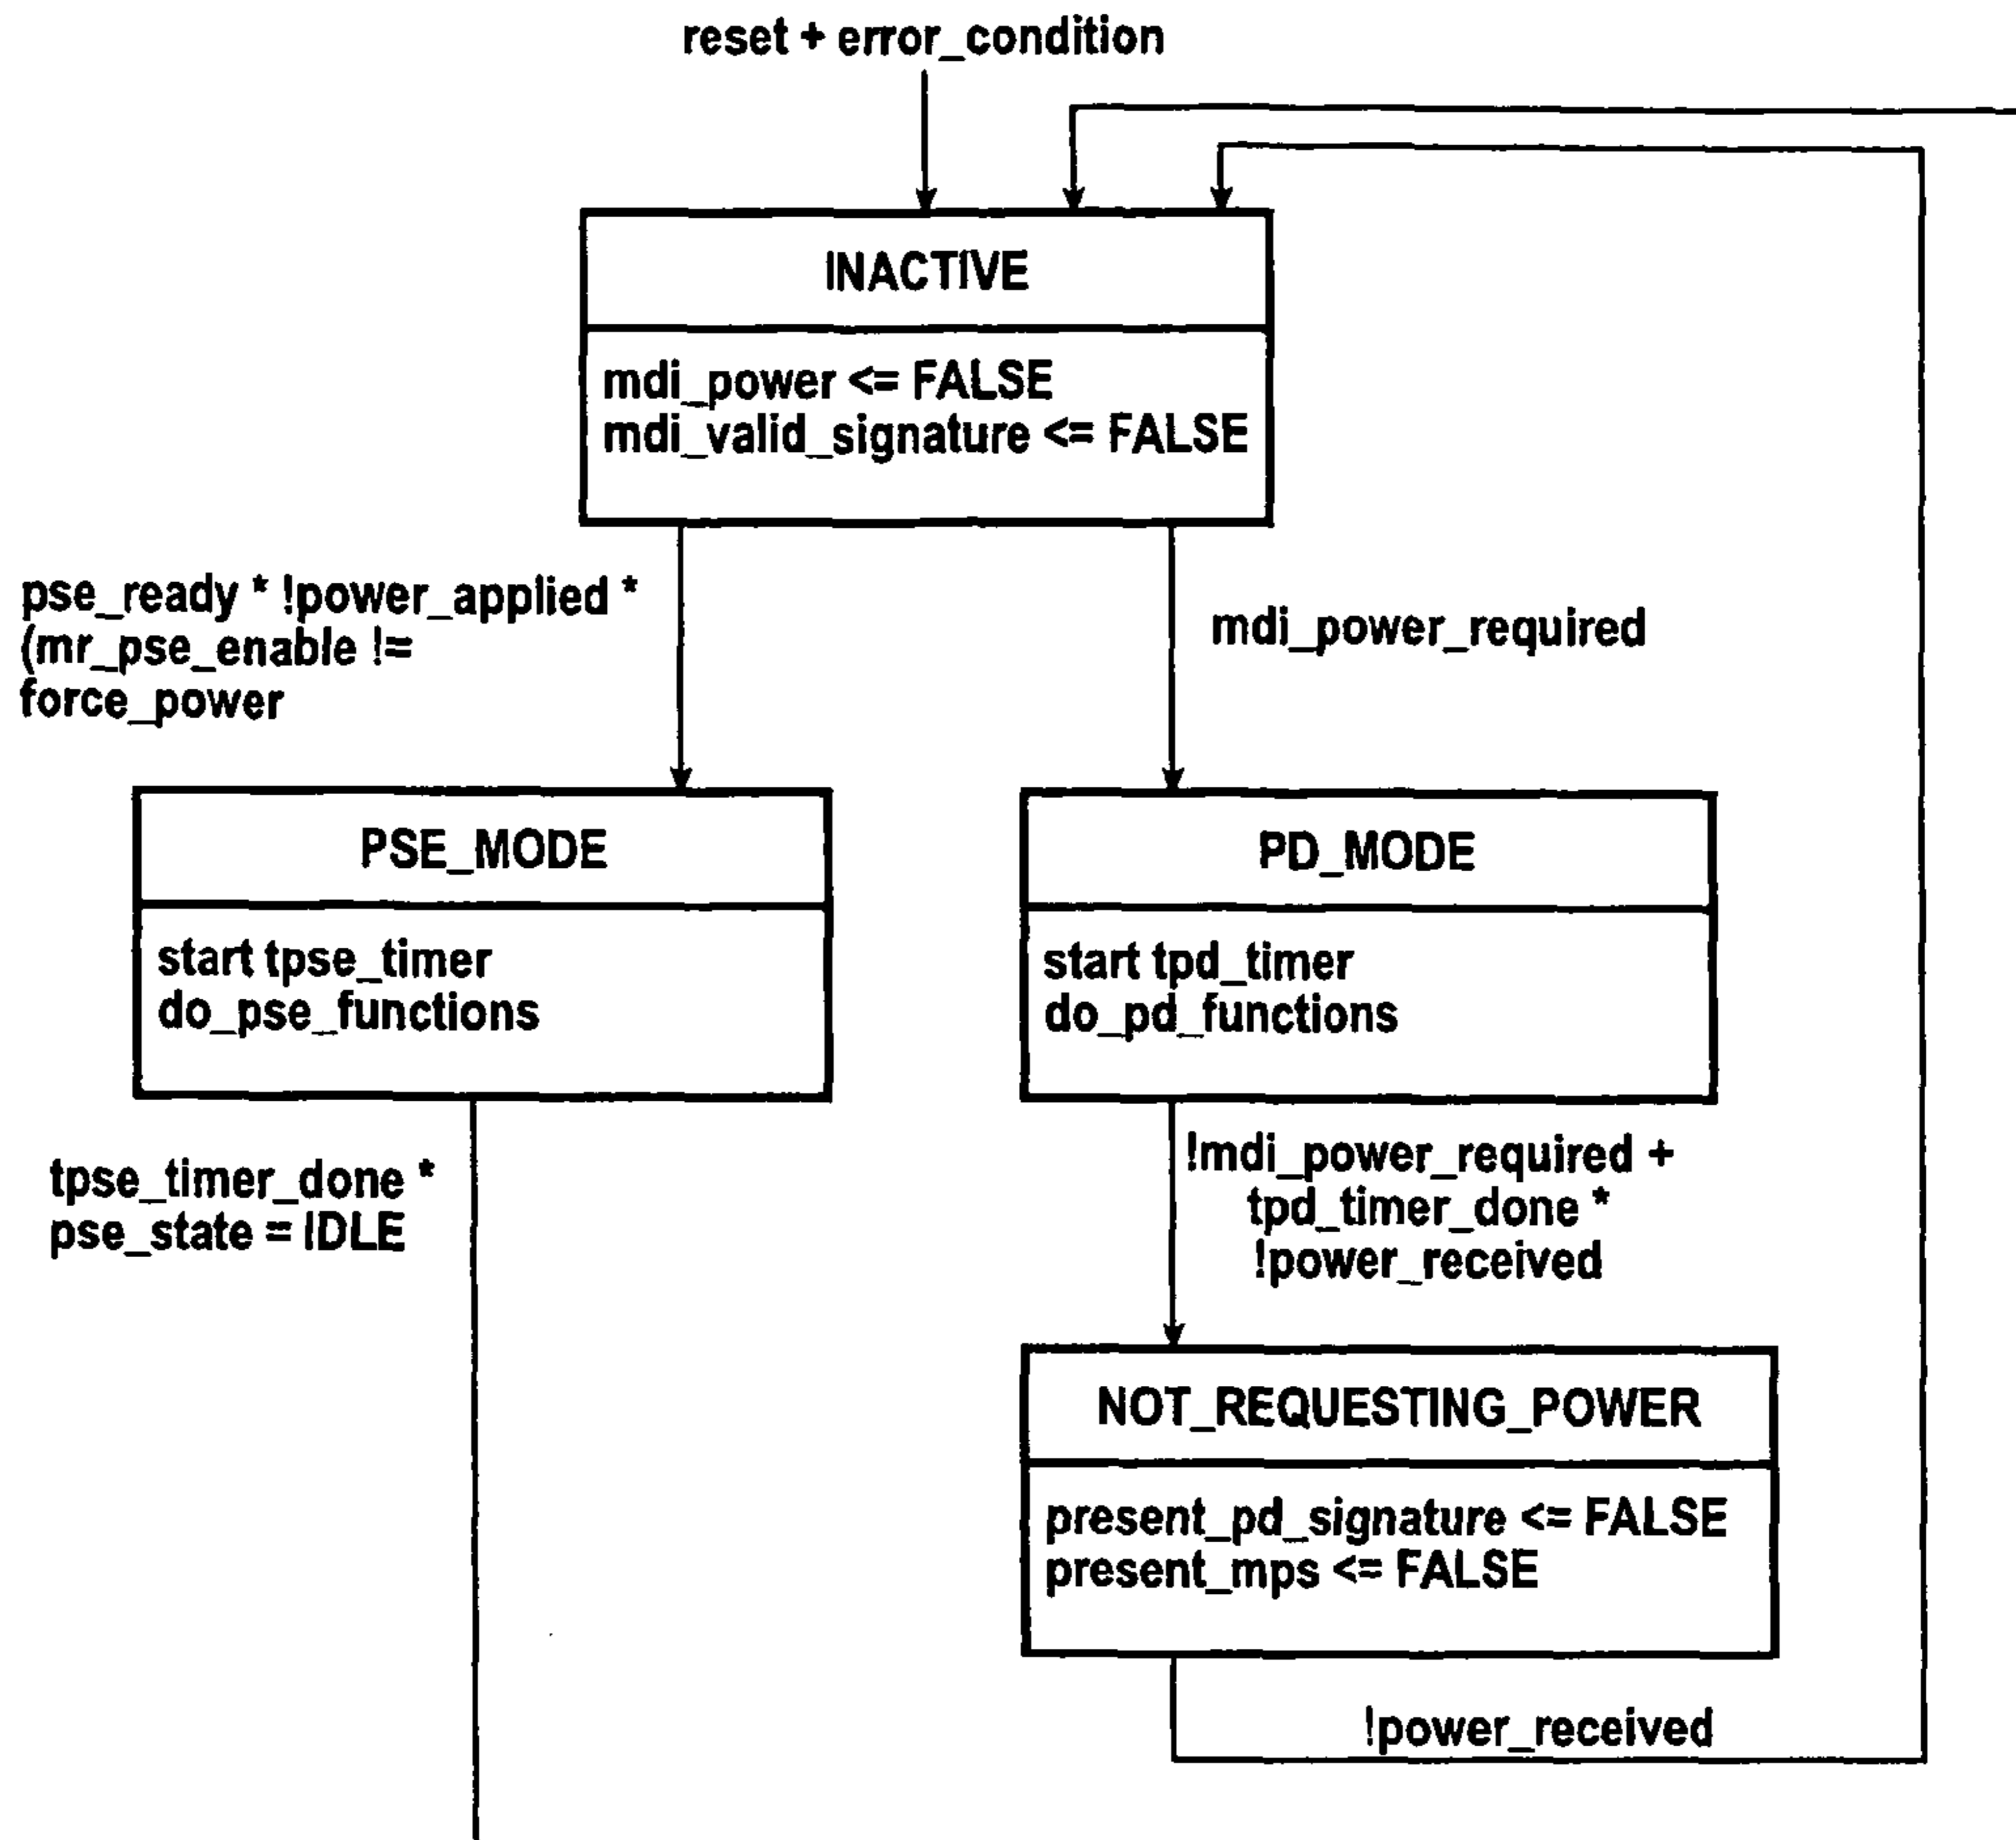 reset + error_condition
INACTIVE
mdi_power <= FALSE
mdi_valid_signature <= FALSE
pse_ready * !power_applied *
(mr_pse_enable !=
force_power
mdi_power_required
PSE_MODE
start tpse_timer
do_pse_functions
PD_MODE
start tpd_timer
do_pd_functions
tpse_timer_done *
pse_state = IDLE
!mdi_power_required +
tpd_timer_done *
!power_received
NOT_REQUESTING_POWER
present_pd_signature <= FALSE
present_mps <= FALSE
!power_received